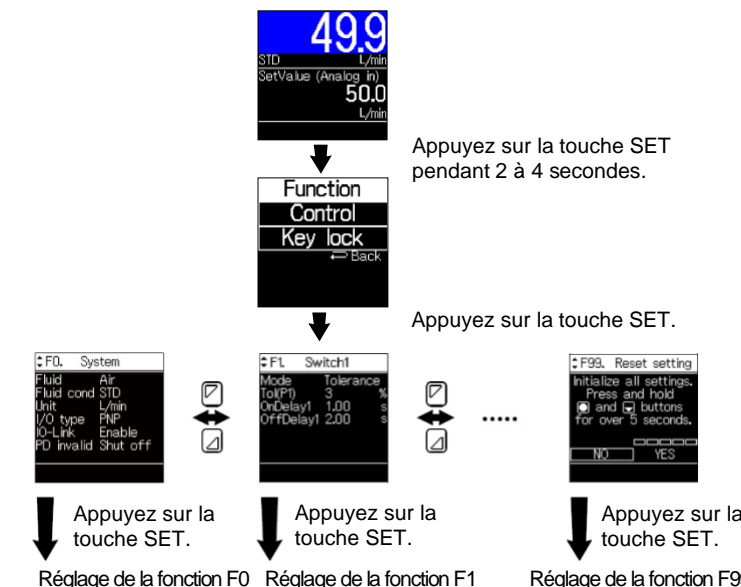 49.9
STD L/min
SetValue (Analog in)
50.0
L/min
Appuyez sur la touche SET
pendant 2 à 4 secondes.
Function
Control
Key lock
Back
Appuyez sur la touche SET.
F0. System
Fluid Air
Fluid cond STD
Unit L/min
I/O type PNP
IO-Link Enable
PD invalid Shut off
F1. Switch1
Mode Tolerance
Tol(P1) 3 %
OnDelay1 1.00 s
OffDelay1 2.00 s
.....
F99. Reset setting
Initialize all settings.
Press and hold
and buttons
for over 5 seconds.
NO YES
Appuyez sur la
touche SET.
Appuyez sur la
touche SET.
Appuyez sur la
touche SET.
Réglage de la fonction F0
Réglage de la fonction F1
Réglage de la fonction F9